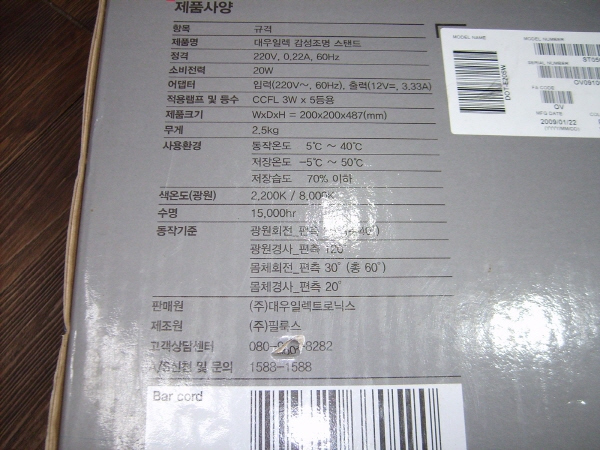 제품사양
항목 규격
제품명 대우일렉 감성조명 스탠드
정격 220V, 0.22A, 60Hz
소비전력 20W
어댑터 입력(220V~, 60Hz), 출력(12V=, 3.33A)
적용램프 및 등수 CCFL 3W x 5등용
제품크기 WxDxH = 200x200x487(mm)
무게 2.5kg
사용환경 동작온도 5℃ ~ 40℃
저장온도 -5℃ ~ 50℃
저장습도 70% 이하
색온도(광원) 2,200K / 8,000K
수명 15,000hr
동작기준 광원회전_편측
광원경사_편측 120°
몸체회전_편측 30° (총 60°)
몸체경사_편측 20°
판매원 (주)대우일렉트로닉스
제조원 (주)필룩스
고객상담센터 080- -8282
A/S신청 및 문의 1588-1588
Bar cord
MODEL NAME
MODEL NUMBER
SERIAL NUMBER
AS CODE
OV
MFG DATE
2009/01/22